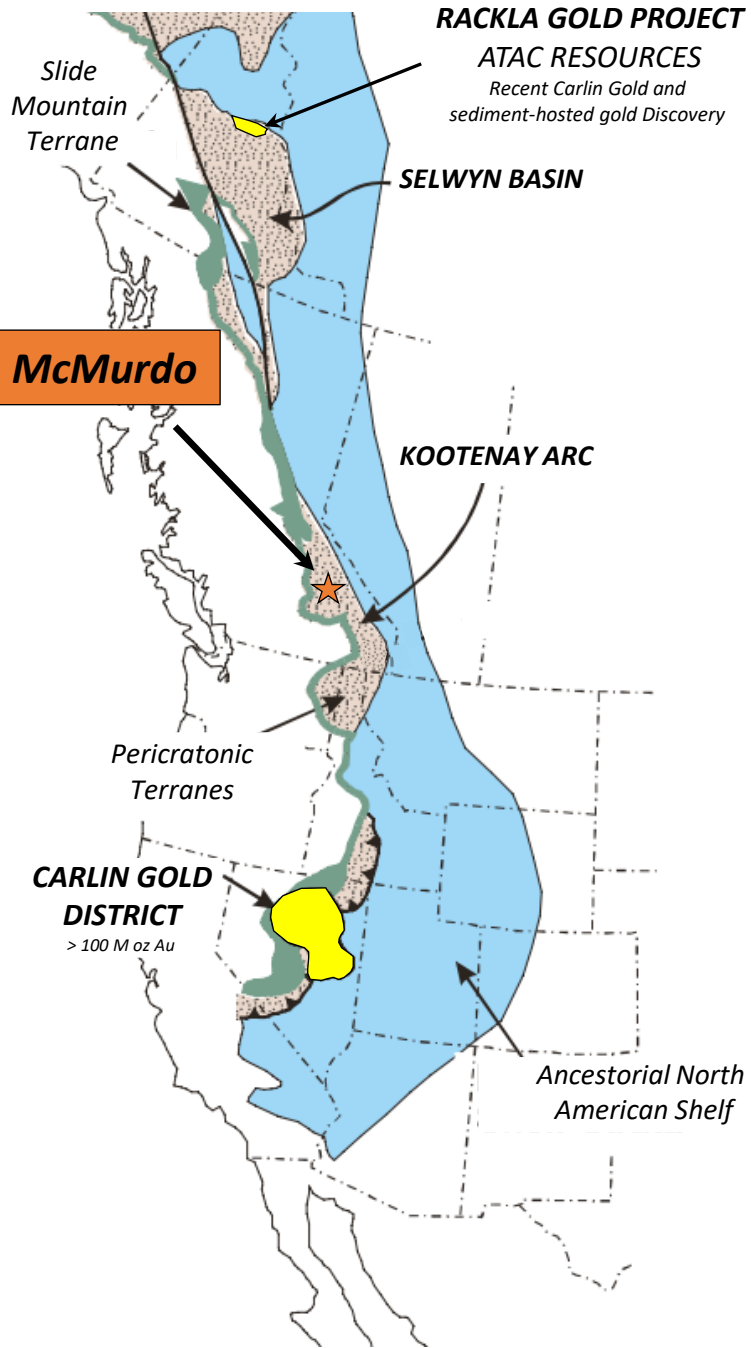 RACKLA GOLD PROJECT
ATAC RESOURCES
Recent Carlin Gold and
sediment-hosted gold Discovery
Slide
Mountain
Terrane
SELWYN BASIN
McMurdo
KOOTENAY ARC
Pericratonic
Terranes
CARLIN GOLD
DISTRICT
> 100 M oz Au
Ancestorial North
American Shelf